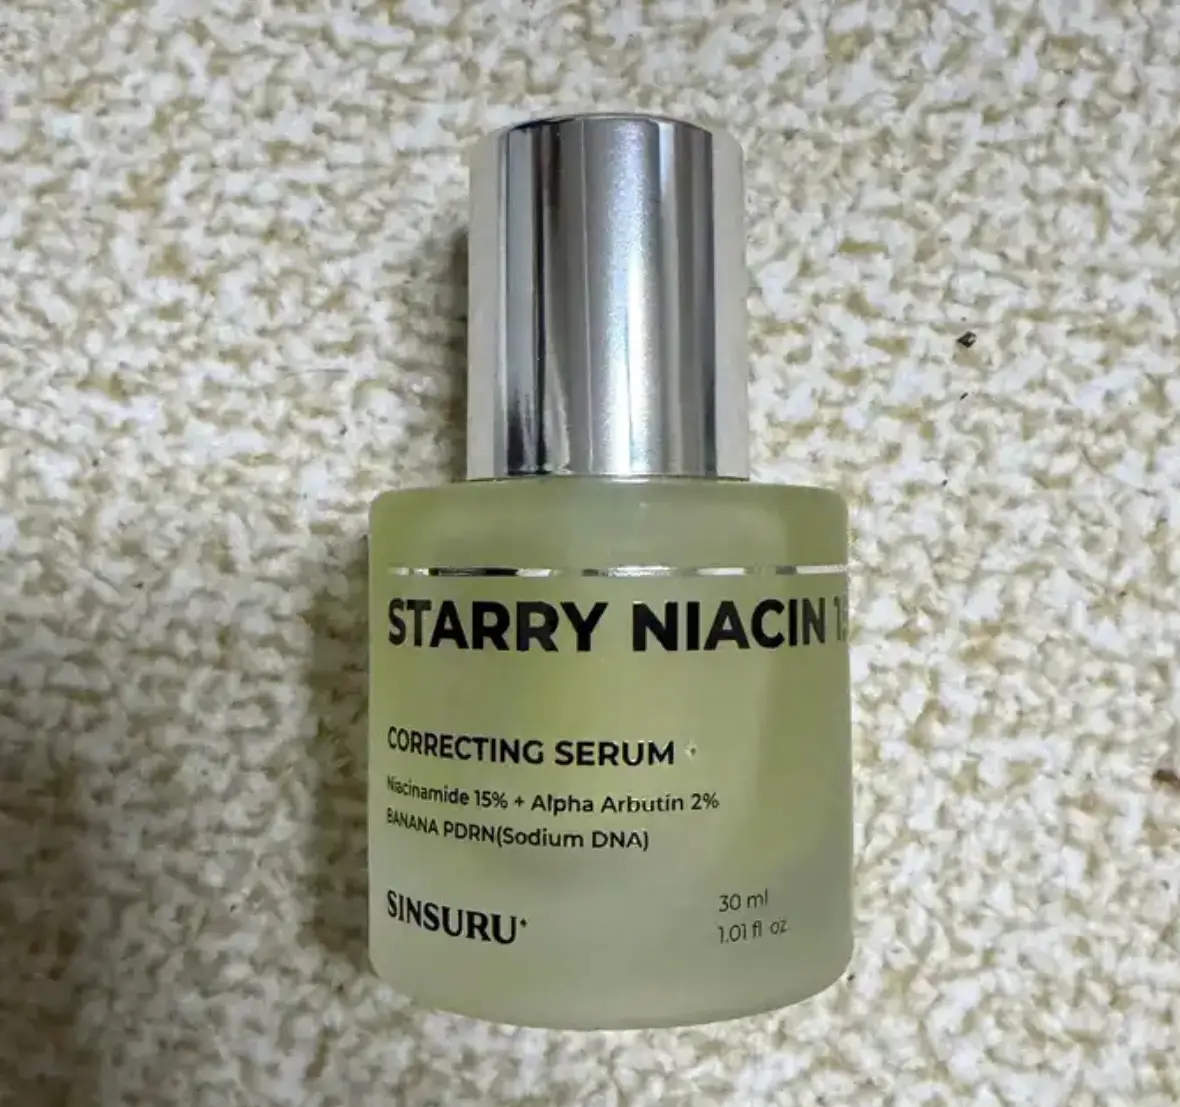 STARRY NIACIN 15
CORRECTING SERUM
Niacinamide 15% + Alpha Arbutin 2%
BANANA PDRN(Sodium DNA)
SINSURU
30 ml
1.01 fl oz